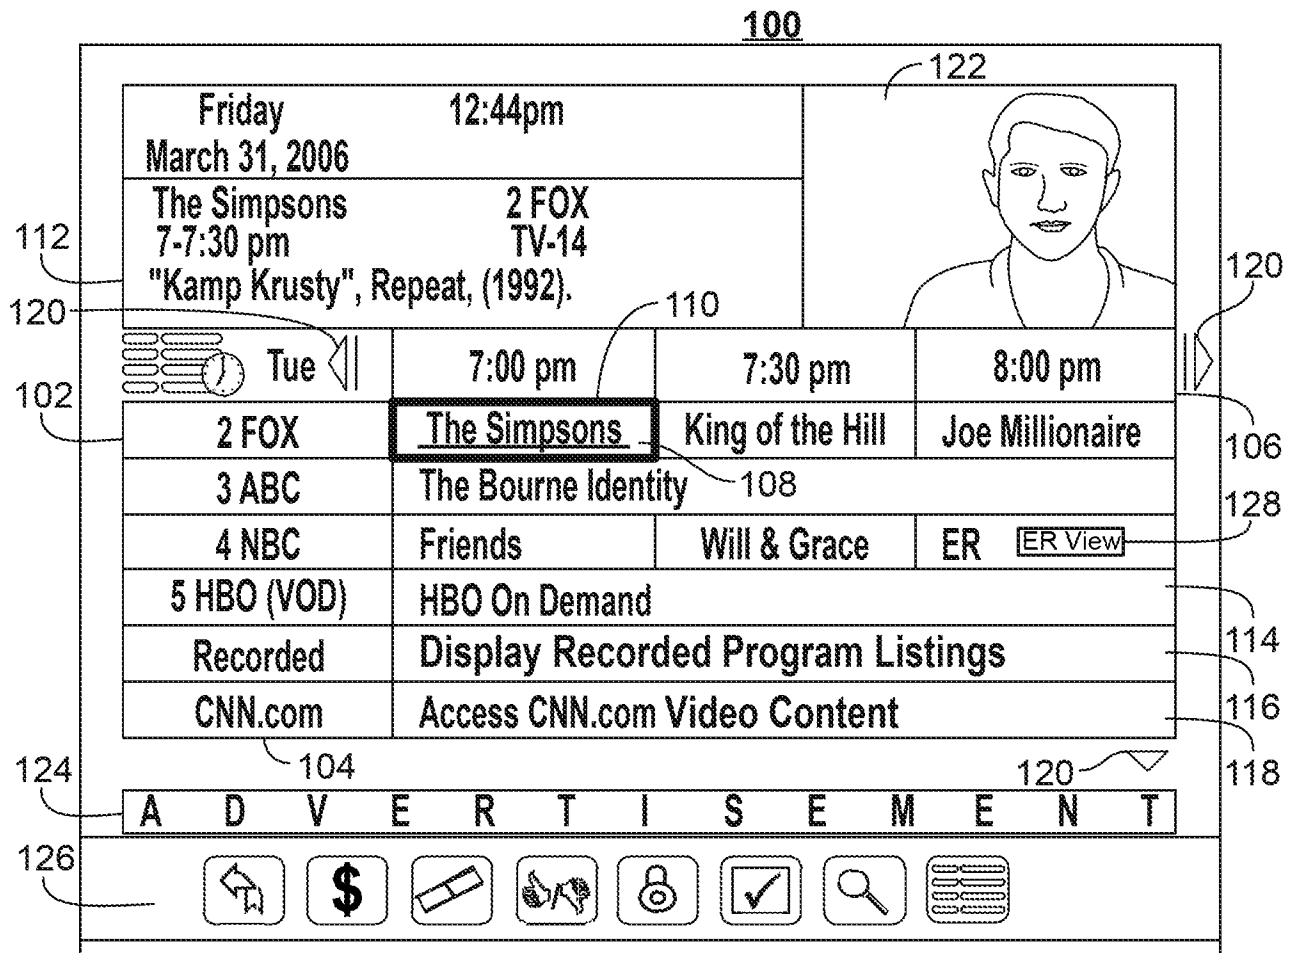 100
122
Friday 12:44pm
March 31, 2006
The Simpsons 2 FOX
112
7-7:30 pm TV-14
"Kamp Krusty", Repeat, (1992).
120
120
110
Tue 7:00 pm 7:30 pm 8:00 pm
102
2 FOX The Simpsons King of the Hill Joe Millionaire
106
3 ABC The Bourne Identity
108
128
4 NBC Friends Will & Grace ER ER View
5 HBO (VOD) HBO On Demand
114
Recorded Display Recorded Program Listings
116
CNN.com Access CNN.com Video Content
104
120
118
124
A D V E R T I S E M E N T
126
$